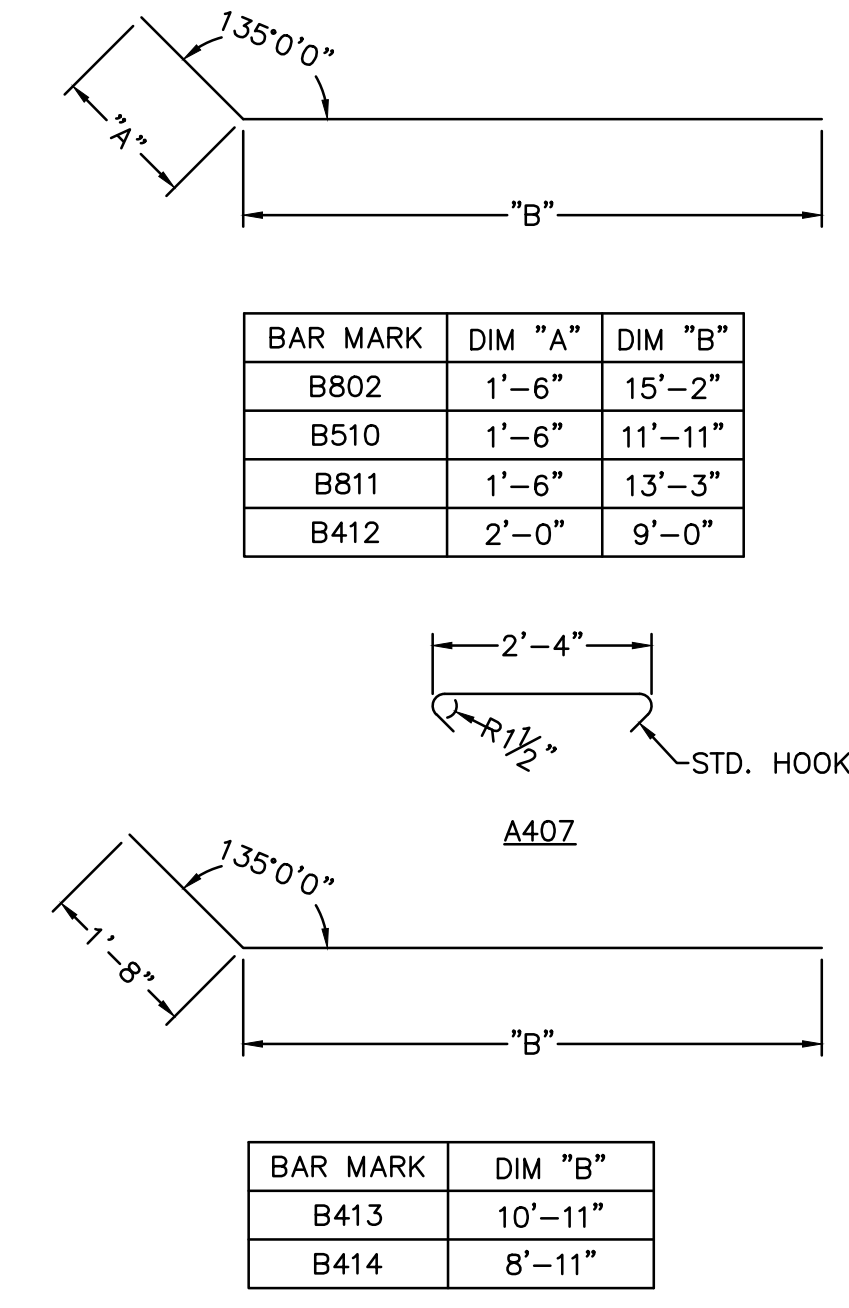 135°0'0"
"A"
"B"
BAR MARK DIM "A" DIM "B"
B802 1'-6" 15'-2"
B510 1'-6" 11'-11"
B811 1'-6" 13'-3"
B412 2'-0" 9'-0"
2'-4"
R1 1/2"
STD. HOOK
A407
135°0'0"
1'-8"
"B"
BAR MARK DIM "B"
B413 10'-11"
B414 8'-11"